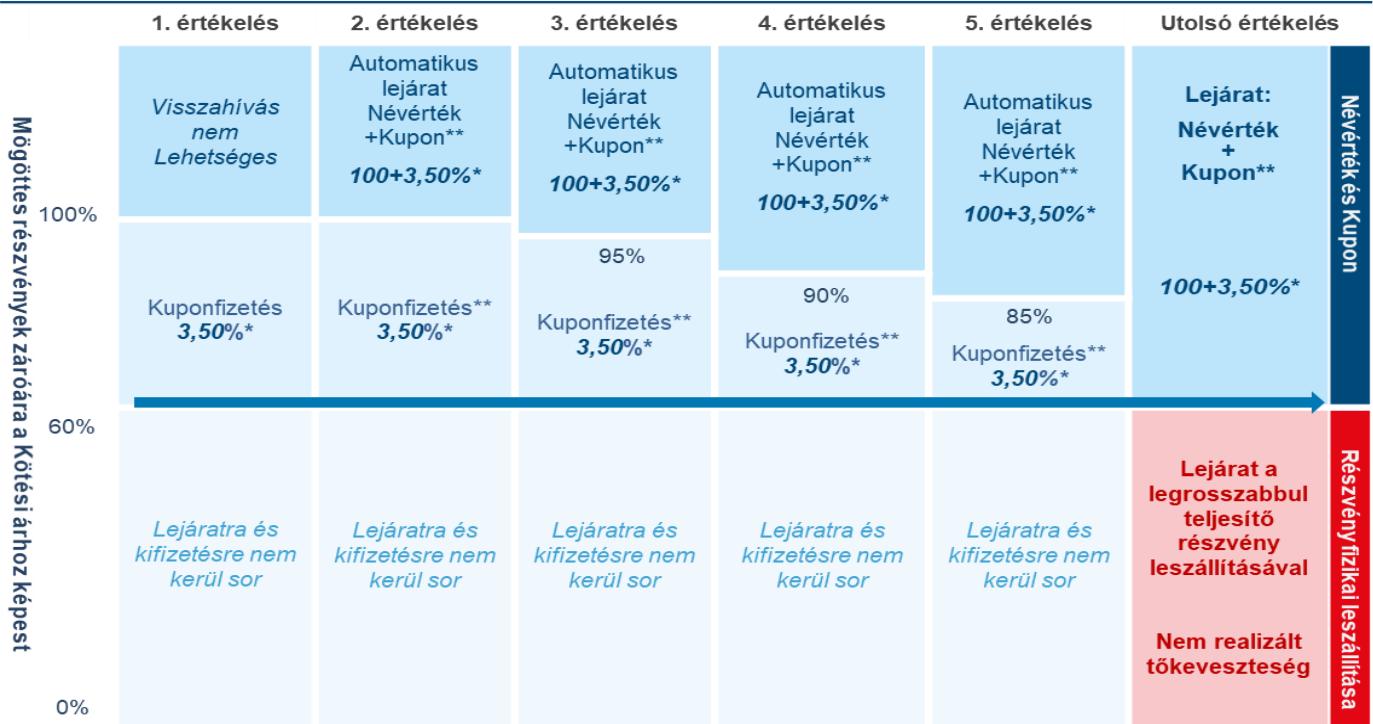 1. értékelés
2. értékelés
3. értékelés
4. értékelés
5. értékelés
Utolsó értékelés
Mögöttes részvények záróára a Kötési árhoz képest
100%
60%
0%
Visszahívás
nem
Lehetséges
Kuponfizetés
3,50%*
Lejáratra és
kifizetésre nem
kerül sor
Automatikus
lejárat
Névérték
+Kupon**
100+3,50%*
Kuponfizetés**
3,50%*
Lejáratra és
kifizetésre nem
kerül sor
Automatikus
lejárat
Névérték
+Kupon**
100+3,50%*
95%
Kuponfizetés**
3,50%*
Lejáratra és
kifizetésre nem
kerül sor
Automatikus
lejárat
Névérték
+Kupon**
100+3,50%*
90%
Kuponfizetés**
3,50%*
Lejáratra és
kifizetésre nem
kerül sor
Automatikus
lejárat
Névérték
+Kupon**
100+3,50%*
85%
Kuponfizetés**
3,50%*
Lejáratra és
kifizetésre nem
kerül sor
Lejárat:
Névérték
+
Kupon**
100+3,50%*
Lejárat a
legrosszabbul
teljesítő
részvény
leszállításával
Nem realizált
tőkeveszteség
Névérték és Kupon
Részvény fizikai leszállítása